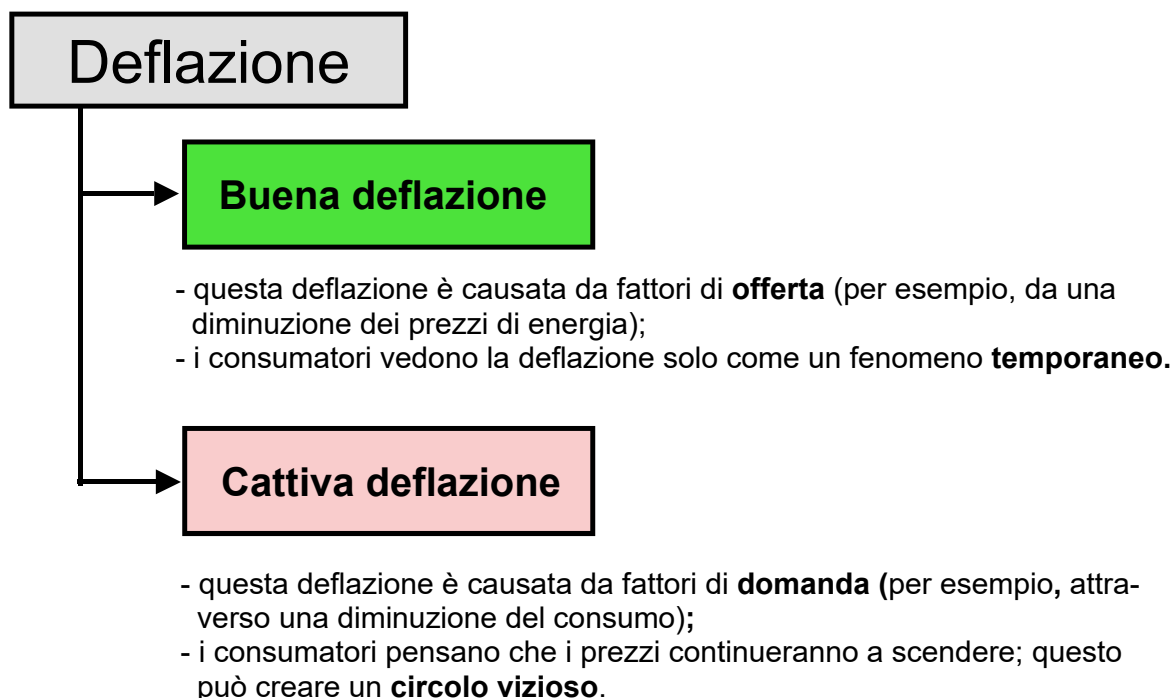 Deflazione
Buena deflazione
- questa deflazione è causata da fattori di offerta (per esempio, da una
diminuzione dei prezzi di energia);
- i consumatori vedono la deflazione solo come un fenomeno temporaneo.
Cattiva deflazione
- questa deflazione è causata da fattori di domanda (per esempio, attra-
verso una diminuzione del consumo);
- i consumatori pensano che i prezzi continueranno a scendere; questo
può creare un circolo vizioso.